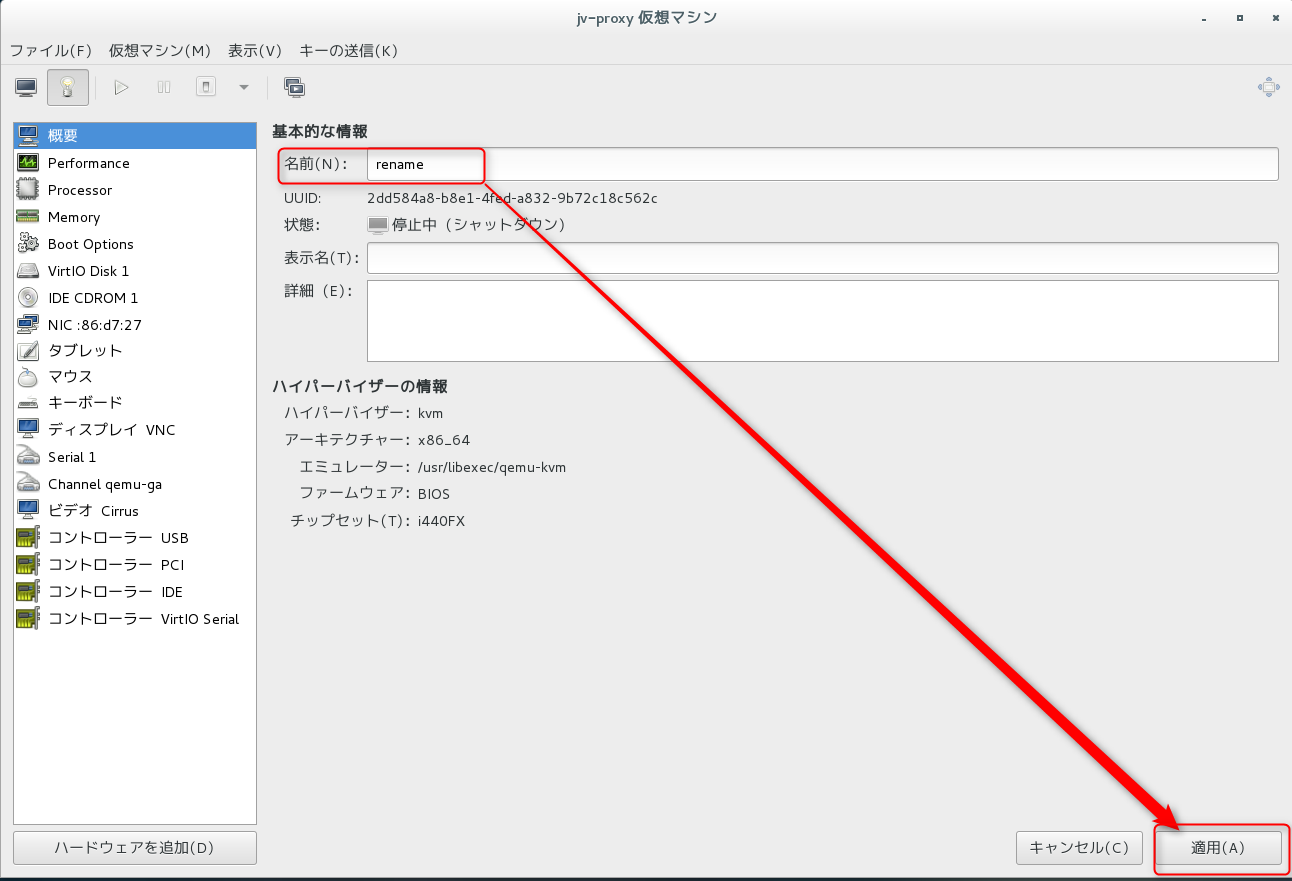 jv-proxy 仮想マシン
ファイル(F) 仮想マシン(M) 表示(V) キーの送信(K)
概要
Performance
Processor
Memory
Boot Options
VirtIO Disk 1
IDE CDROM 1
NIC :86:d7:27
タブレット
マウス
キーボード
ディスプレイ VNC
Serial 1
Channel qemu-ga
ビデオ Cirrus
コントローラー USB
コントローラー PCI
コントローラー IDE
コントローラー VirtIO Serial
ハードウェアを追加(D)
基本的な情報
名前(N): rename
UUID: 2dd584a8-b8e1-4fed-a832-9b72c18c562c
状態: 停止中（シャットダウン）
表示名(T):
詳細（E）:
ハイパーバイザーの情報
ハイパーバイザー: kvm
アーキテクチャー: x86_64
エミュレーター: /usr/libexec/qemu-kvm
ファームウェア: BIOS
チップセット(T): i440FX
キャンセル(C) 適用(A)